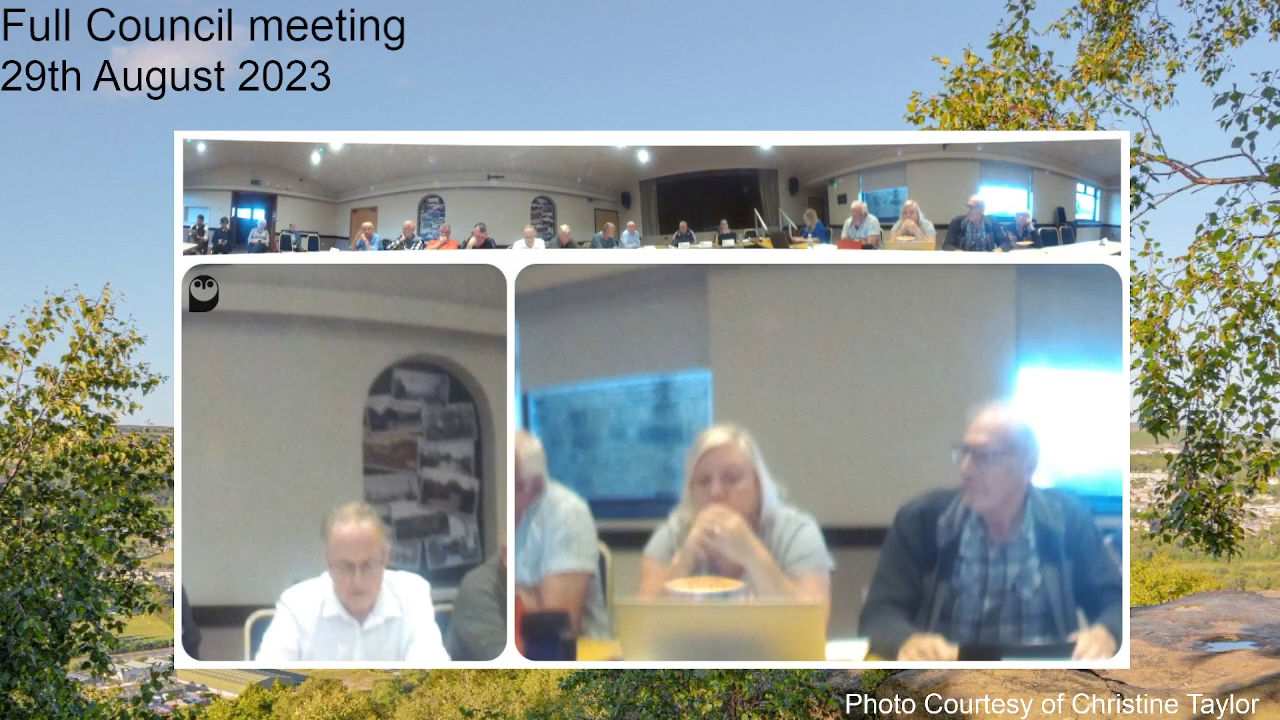 Full Council meeting
29th August 2023
Photo Courtesy of Christine Taylor